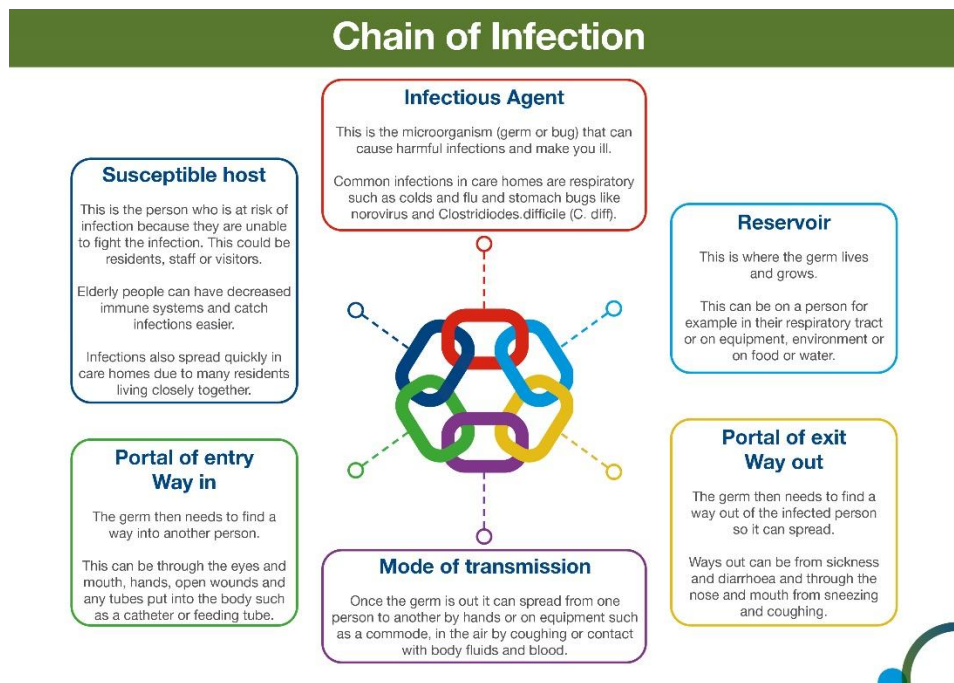 Chain of Infection
Infectious Agent
This is the microorganism (germ or bug) that can
cause harmful infections and make you ill.
Common infections in care homes are respiratory
such as colds and flu and stomach bugs like
norovirus and Clostridiodes.difficile (C. diff).
Reservoir
This is where the germ lives
and grows.
This can be on a person for
example in their respiratory tract
or on equipment, environment or
on food or water.
Portal of exit
Way out
The germ then needs to find a
way out of the infected person
so it can spread.
Ways out can be from sickness
and diarrhoea and through the
nose and mouth from sneezing
and coughing.
Mode of transmission
Once the germ is out it can spread from one
person to another by hands or on equipment such
as a commode, in the air by coughing or contact
with body fluids and blood.
Portal of entry
Way in
The germ then needs to find a
way into another person.
This can be through the eyes and
mouth, hands, open wounds and
any tubes put into the body such
as a catheter or feeding tube.
Susceptible host
This is the person who is at risk of
infection because they are unable
to fight the infection. This could be
residents, staff or visitors.
Elderly people can have decreased
immune systems and catch
infections easier.
Infections also spread quickly in
care homes due to many residents
living closely together.